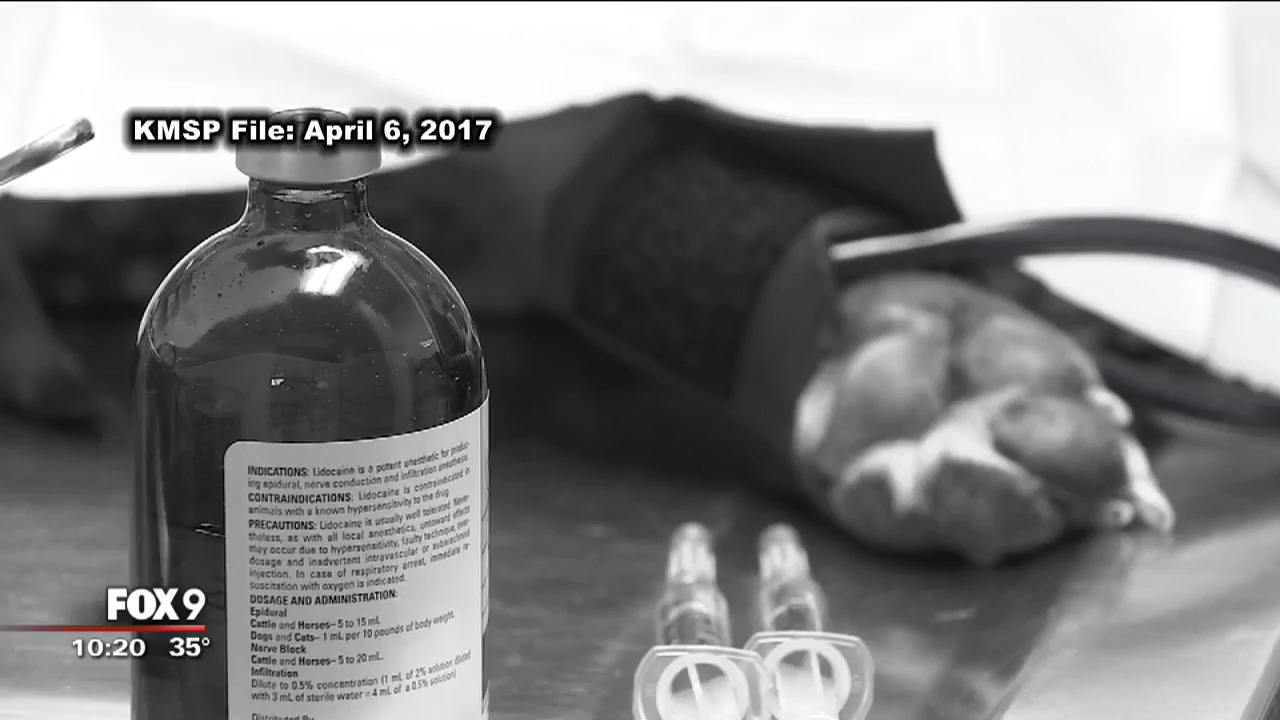 KMSP File: April 6, 2017
INDICATIONS: Lidocaine is a potent anesthetic for produc-
ing epidural, nerve conduction and infiltration anesthesia.
CONTRAINDICATIONS: Lidocaine is contraindicated in
animals with a known hypersensitivity to the drug.
PRECAUTIONS: Lidocaine is usually well tolerated. Never-
theless, as with all local anesthetics, untoward effects
may occur due to hypersensitivity, faulty technique, over-
dosage and inadvertent intravascular or subarachnoid
injection. In case of respiratory arrest, immediate re-
suscitation with oxygen is indicated.
DOSAGE AND ADMINISTRATION:
Epidural
Cattle and Horses– 5 to 15 mL
Dogs and Cats– 1 mL per 10 pounds of body weight.
Nerve Block
Cattle and Horses– 5 to 20 mL.
Infiltration
Dilute to 0.5% concentration (1 mL of 2% solution diluted
with 3 mL of sterile water = 4 mL of a 0.5% solution)
Distributed By
FOX 9
10:20 35°